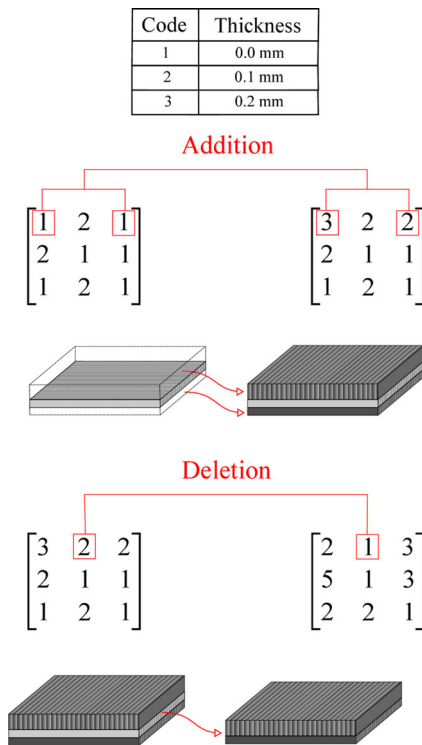 Code Thickness
1 0.0 mm
2 0.1 mm
3 0.2 mm
Addition
1 2 1 3 2 2
2 1 1 2 1 1
1 2 1 1 2 1
Deletion
3 2 2 2 1 3
2 1 1 5 1 3
1 2 1 2 2 1